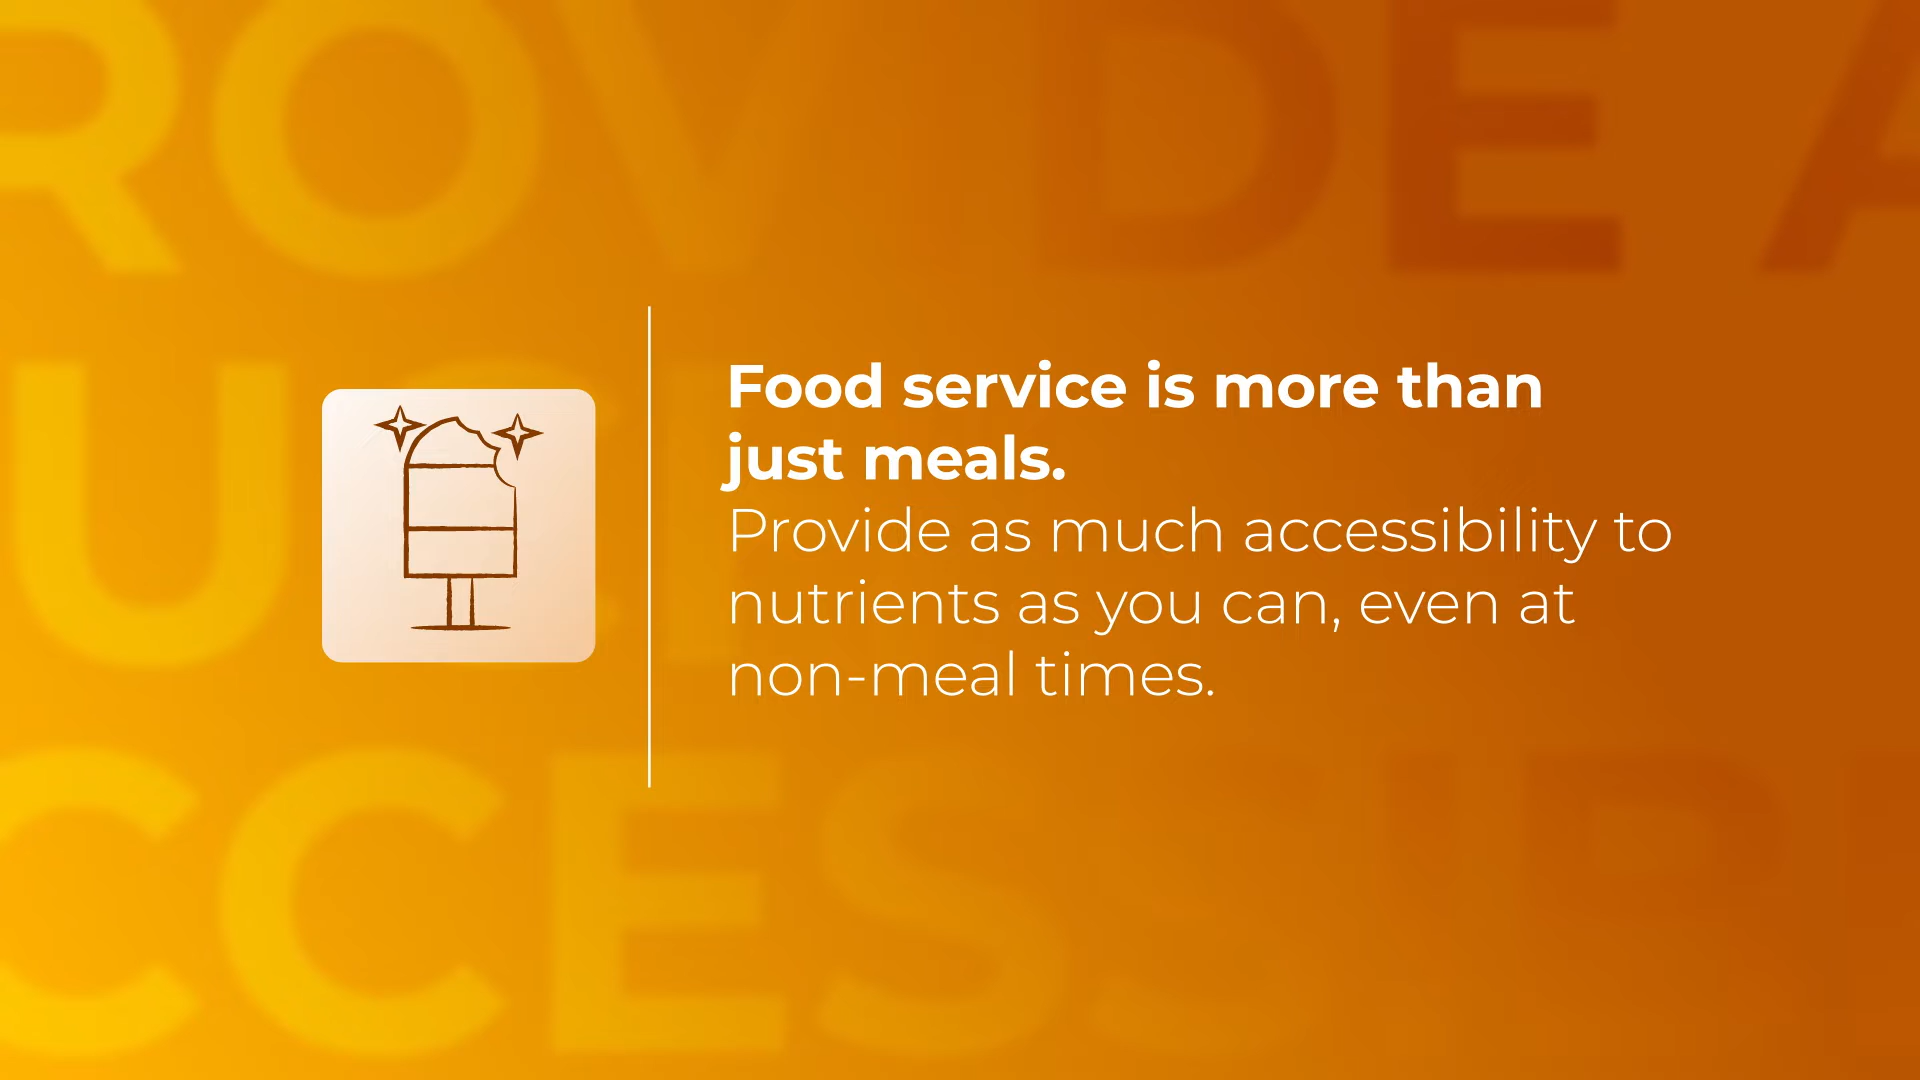 Food service is more than
just meals.
Provide as much accessibility to
nutrients as you can, even at
non-meal times.